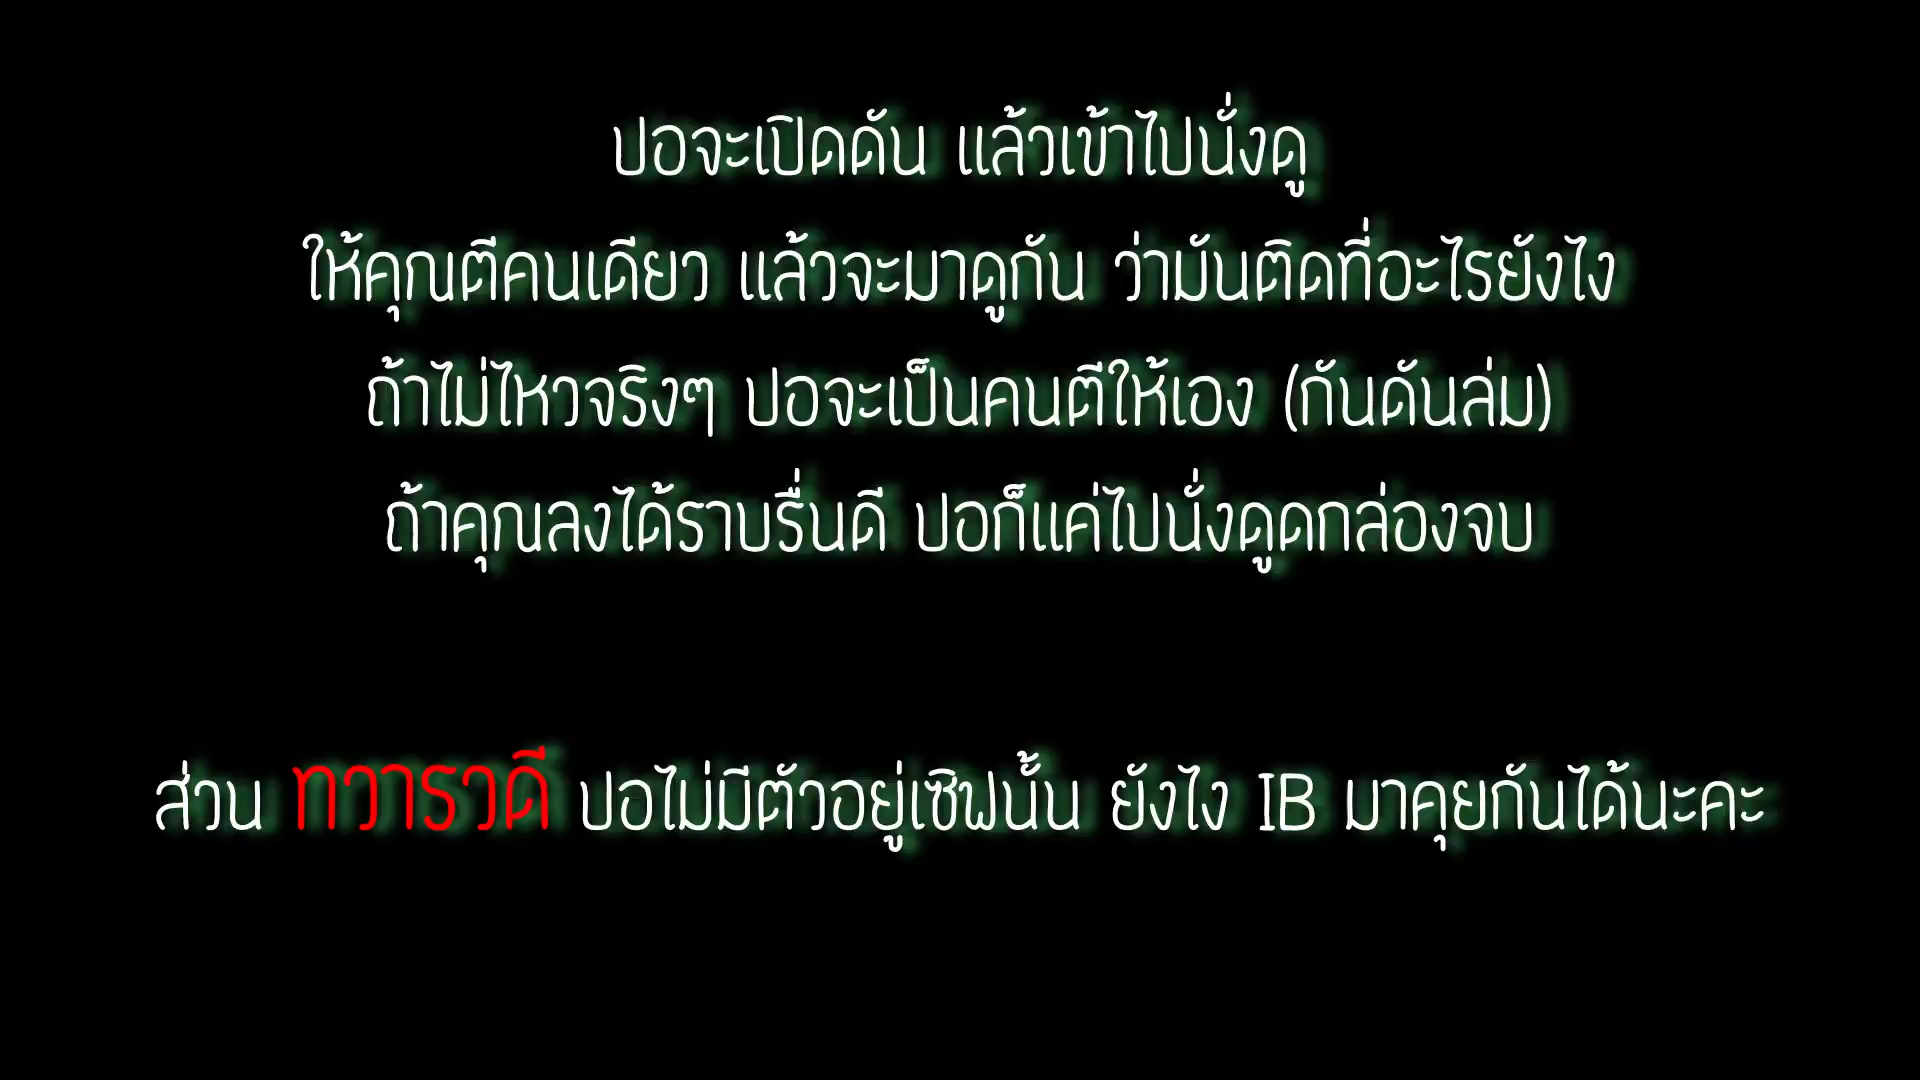 ปอจะเปิดดัน แล้วเข้าไปนั่งดู
ให้คุณตีคนเดียว แล้วจะมาดูกัน ว่ามันติดที่อะไรยังไง
ถ้าไม่ไหวจริงๆ ปอจะเป็นคนตีให้เอง (กันดันล่ม)
ถ้าคุณลงได้ราบรื่นดี ปอก็แค่ไปนั่งดูดกล่องจบ
ส่วน ทวารวดี ปอไม่มีตัวอยู่เซิฟนั้น ยังไง IB มาคุยกันได้นะคะ